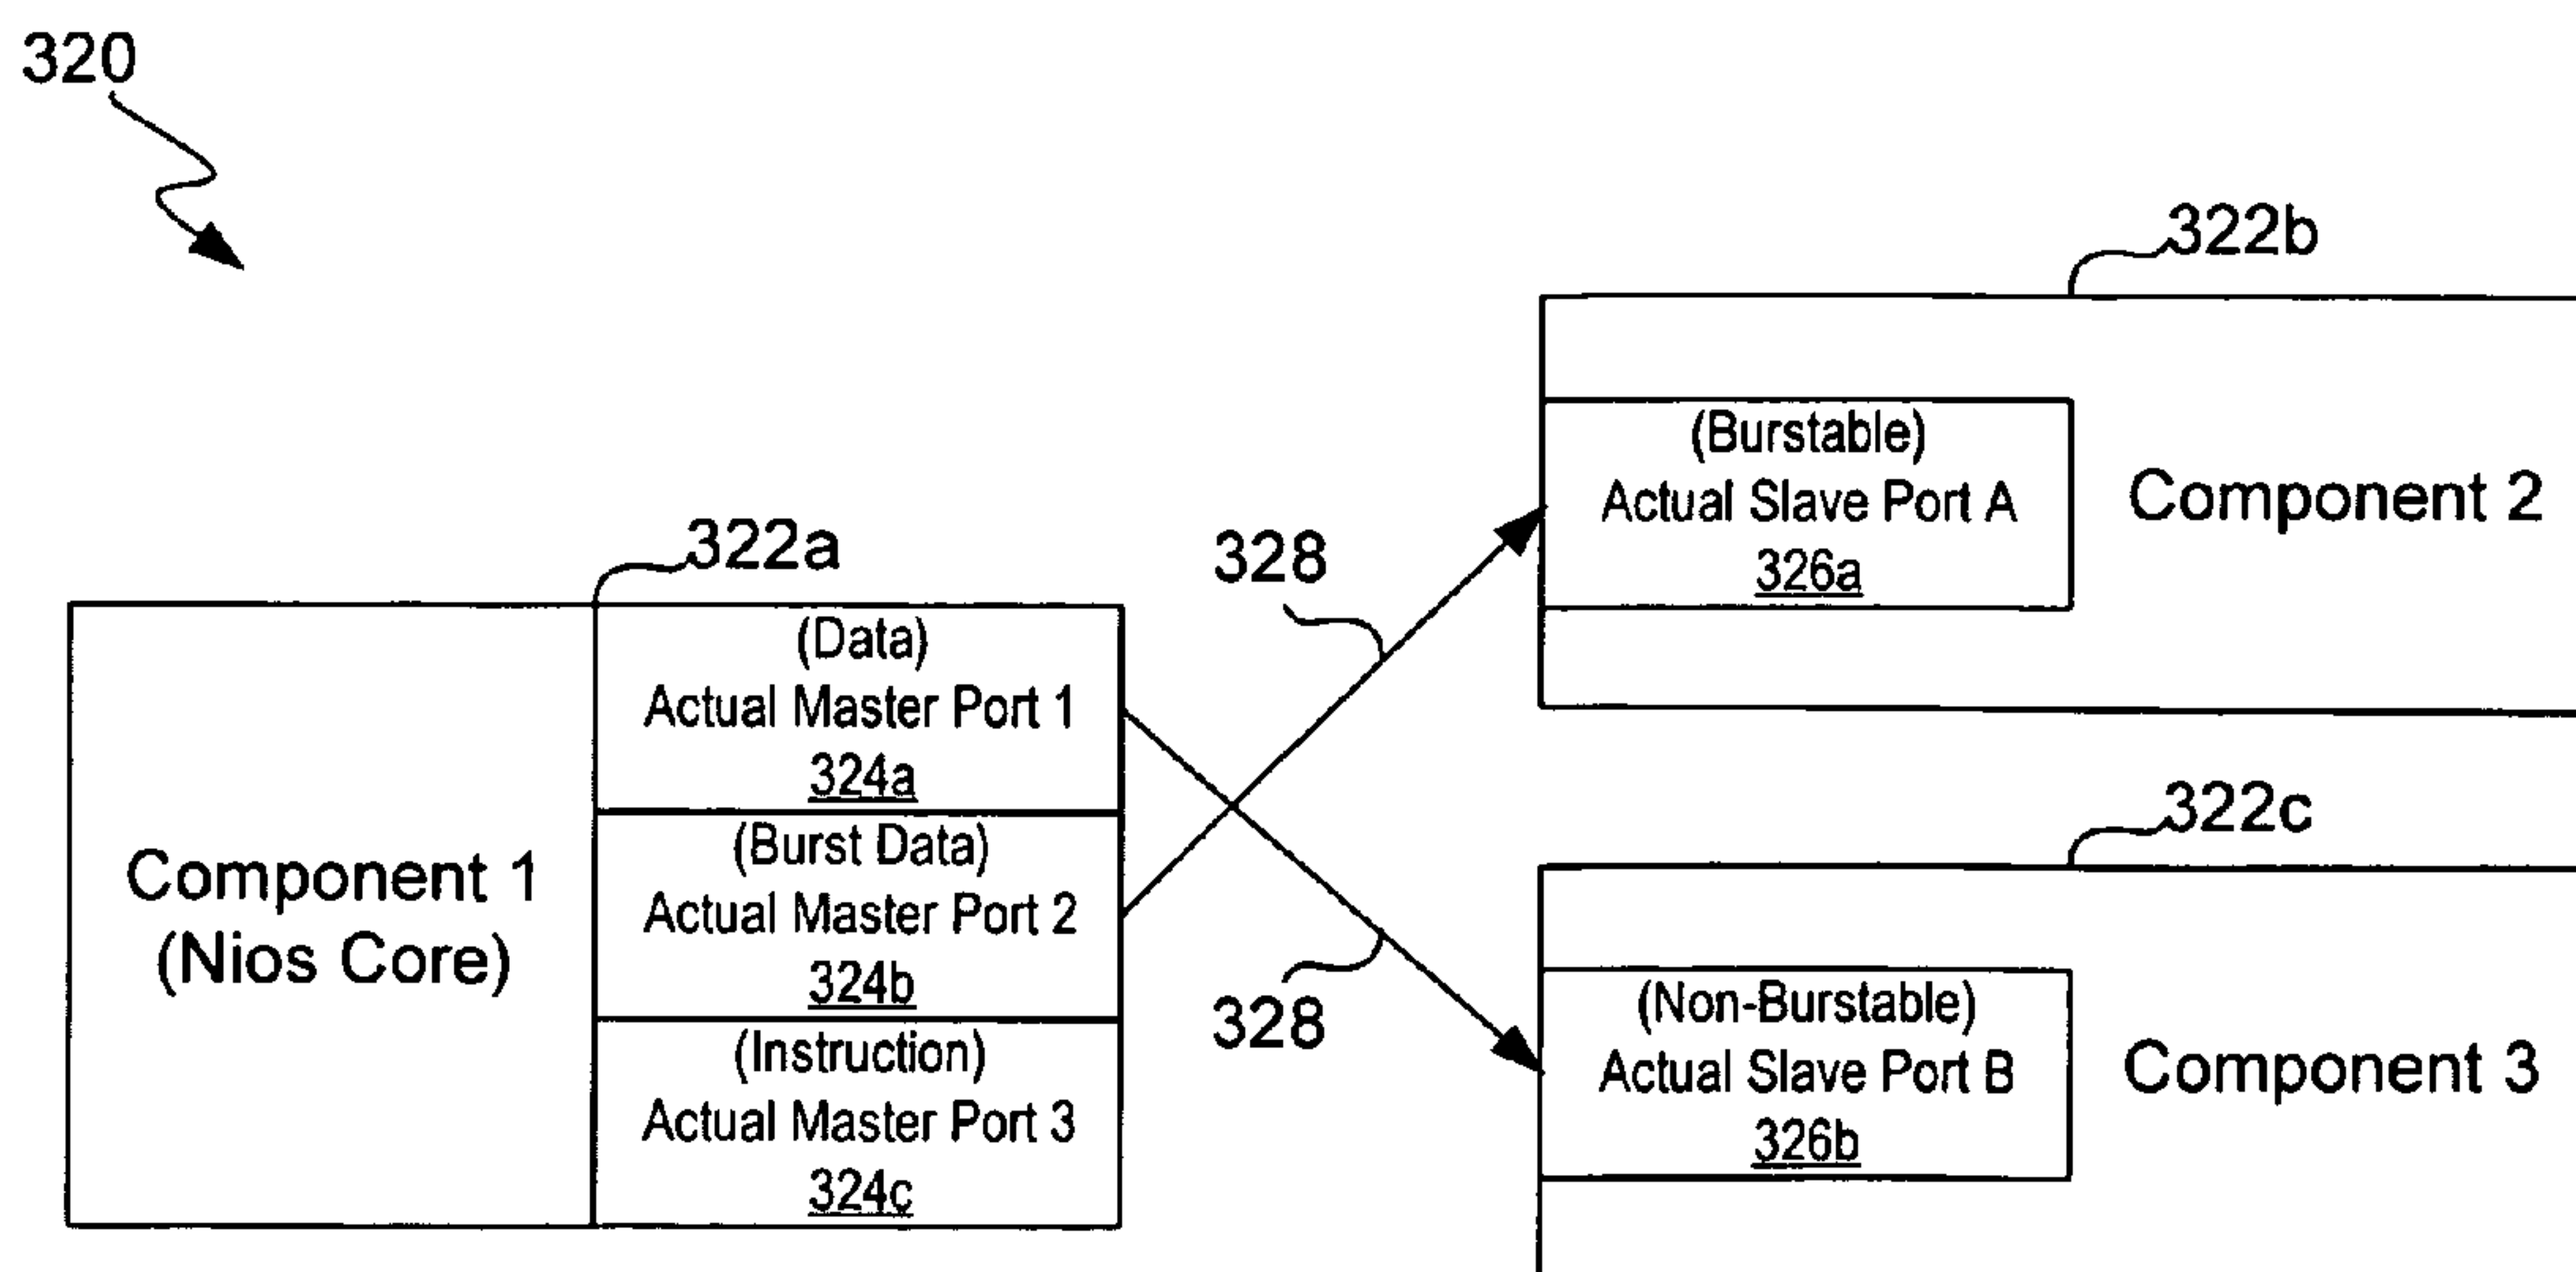 320
322b
(Burstable)
Actual Slave Port A
326a
Component 2
322a
328
(Data)
Actual Master Port 1
324a
(Burst Data)
Actual Master Port 2
324b
(Instruction)
Actual Master Port 3
324c
Component 1
(Nios Core)
328
322c
(Non-Burstable)
Actual Slave Port B
326b
Component 3